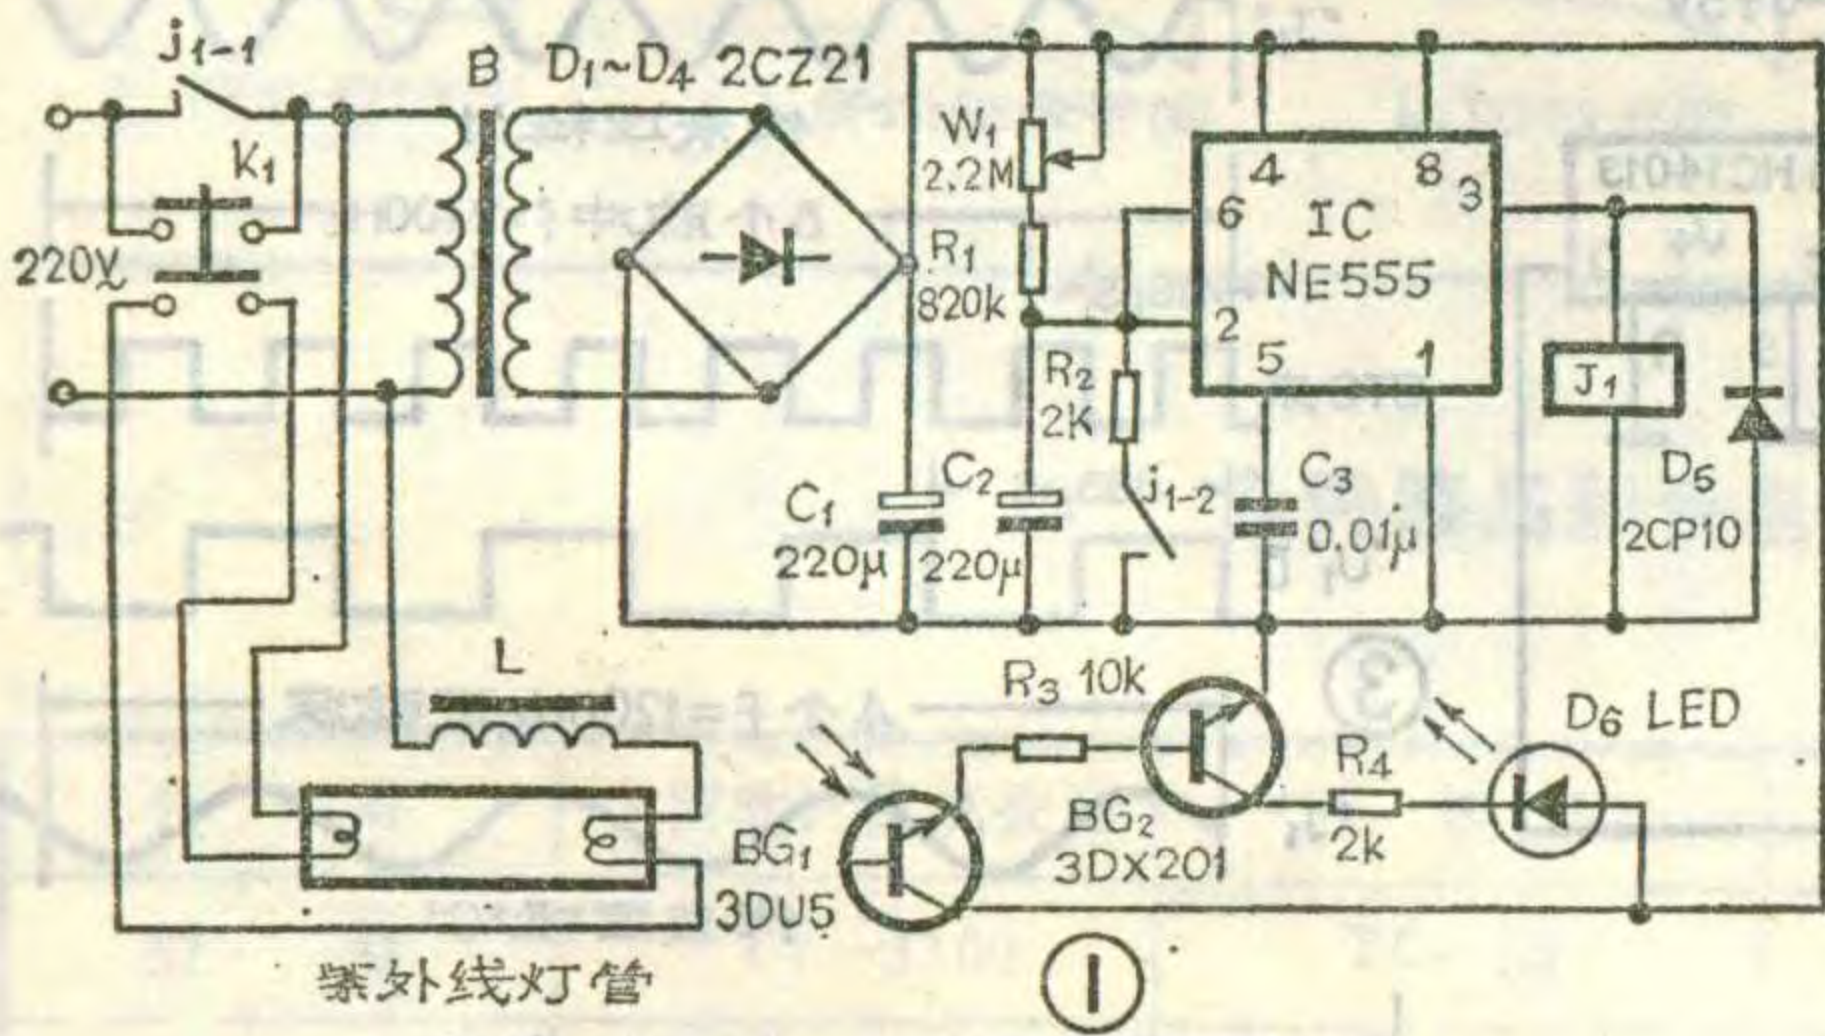 j1-1
B
D1~D4 2CZ21
K1
220V
W1
2.2M
R1
820k
4
8
3
6
IC
NE555
2
5
1
R2
2K
J1
C1
220μ
C2
220μ
j1-2
C3
0.01μ
D5
2CP10
L
R3 10k
D6 LED
R4
2k
BG2
3DX201
BG1
3DU5
紫外线灯管
1